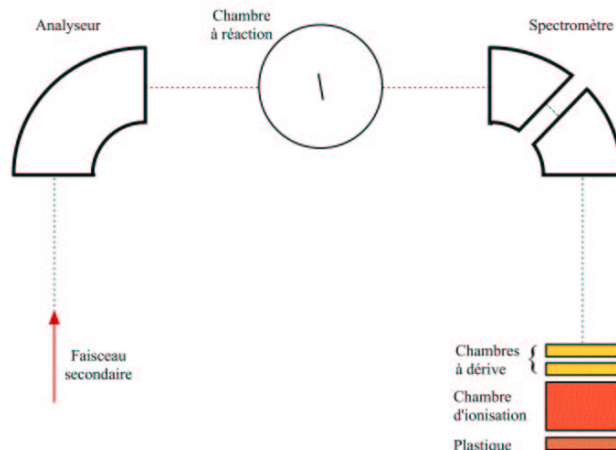 Analyseur
Chambre
à réaction
Spectromètre
Faisceau
secondaire
Chambres
à dérive
Chambre
d'ionisation
Plastique